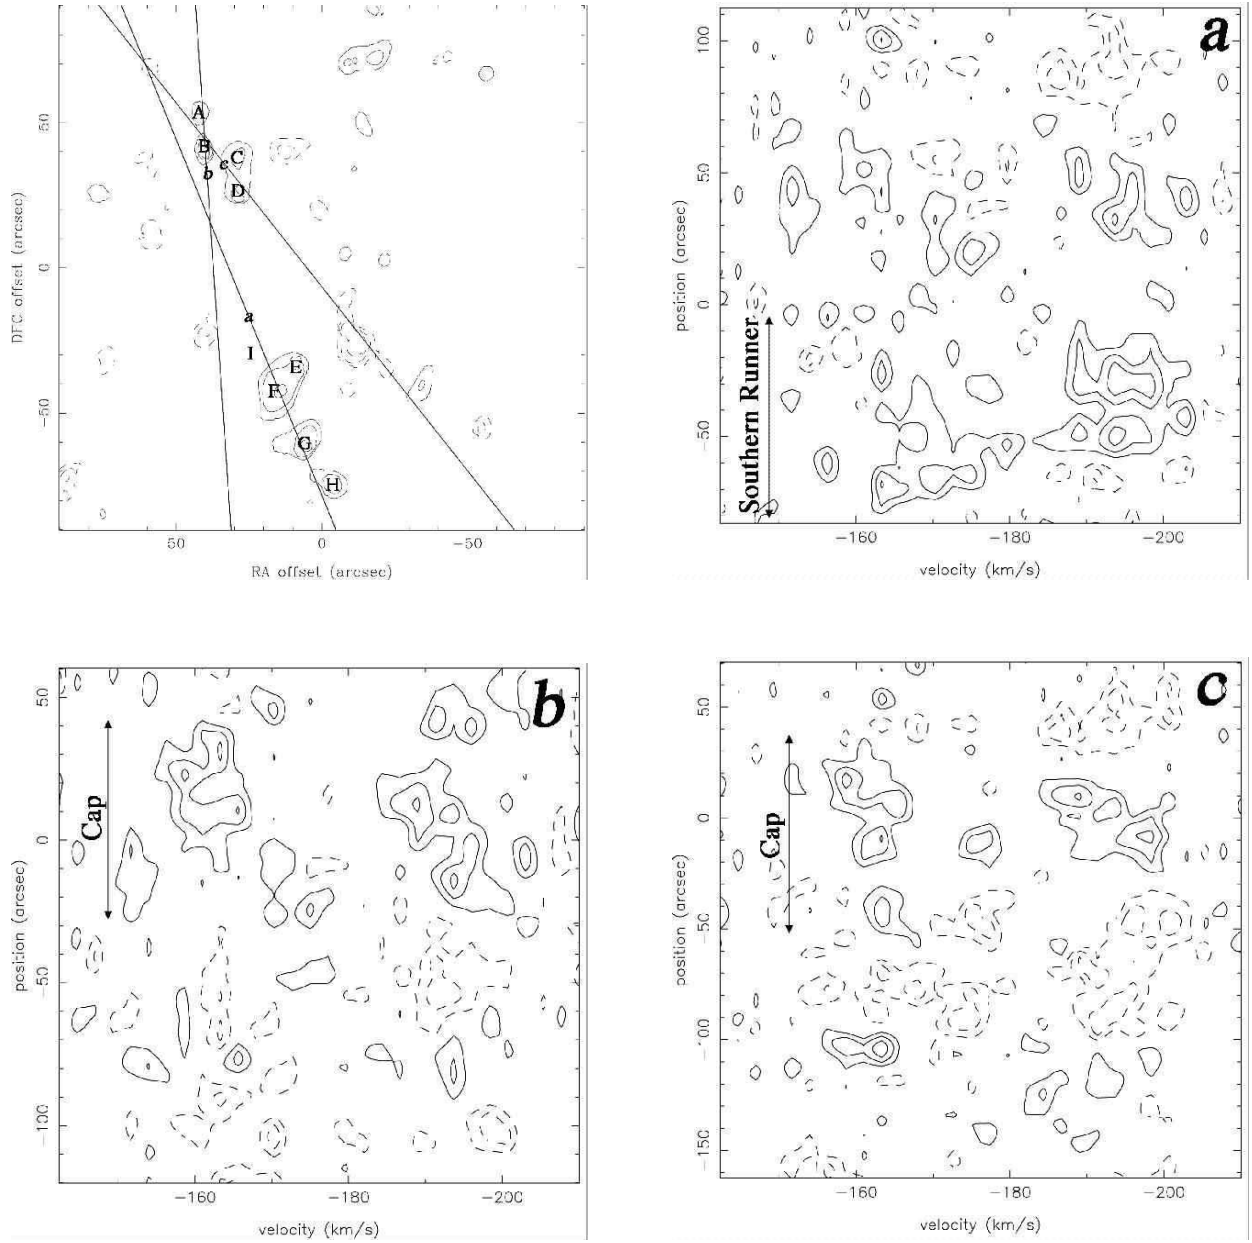 A
B
C
c
b
D
a
I
E
F
G
H
50
0
−50
DEC offset (arcsec)
50
0
−50
RA offset (arcsec)
a
100
50
0
−50
position (arcsec)
Southern Runner
−160
−180
−200
velocity (km/s)
b
50
0
−50
−100
position (arcsec)
Cap
−160
−180
−200
velocity (km/s)
c
50
0
−50
−100
−150
position (arcsec)
Cap
−160
−180
−200
velocity (km/s)